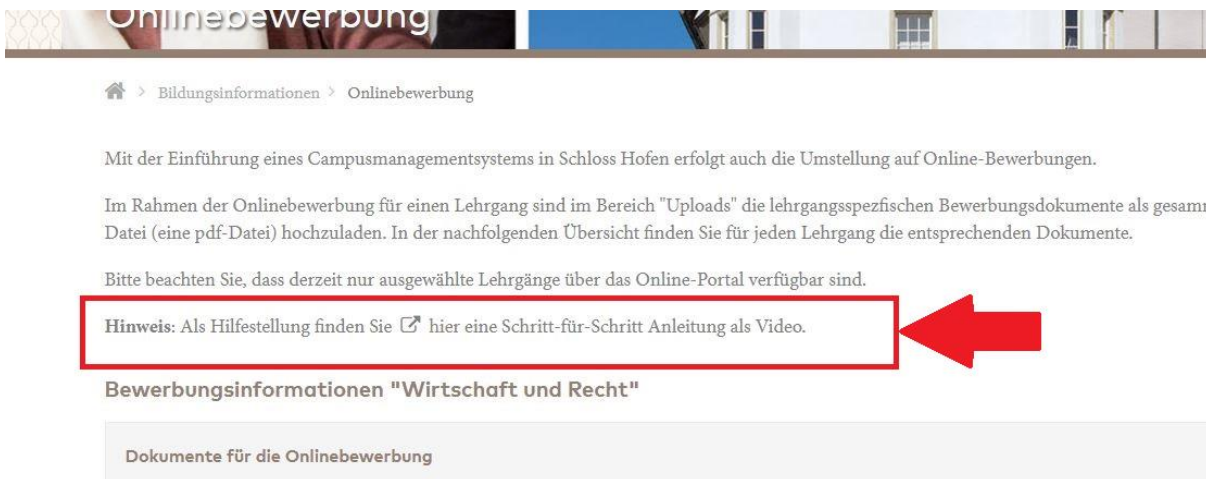 Onlinebewerbung
Bildungsinformationen > Onlinebewerbung
Mit der Einführung eines Campusmanagementsystems in Schloss Hofen erfolgt auch die Umstellung auf Online-Bewerbungen.
Im Rahmen der Onlinebewerbung für einen Lehrgang sind im Bereich "Uploads" die lehrgangsspezfischen Bewerbungsdokumente als
Datei (eine pdf-Datei) hochzuladen. In der nachfolgenden Übersicht finden Sie für jeden Lehrgang die entsprechenden Dokumente.
Bitte beachten Sie, dass derzeit nur ausgewählte Lehrgänge über das Online-Portal verfügbar sind.
Hinweis: Als Hilfestellung finden Sie hier eine Schritt-für-Schritt Anleitung als Video.
Bewerbungsinformationen "Wirtschaft und Recht"
Dokumente für die Onlinebewerbung